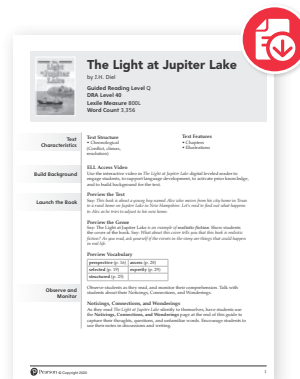 The Light at Jupiter Lake
by J.H. Diel
Guided Reading Level Q
DRA Level 40
Lexile Measure 800L
Word Count 3,356
Text
Characteristics
Text Structure
• Chronological
(Conflict, climax,
resolution)
Text Features
• Chapters
• Illustrations
Build Background
ELL Access Video
Use the interactive video in The Light at Jupiter Lake digital leveled reader to
engage students, to support language development, to activate prior knowledge,
and to build background for the text.
Launch the Book
Preview the Text
Say: This book is about a young boy named Alex who moves from his city home in Texas
to a rural home on Jupiter Lake in New Hampshire. Let's read to find out what happens
to Alex as he tries to adjust to his new home.
Preview the Genre
Say: The Light at Jupiter Lake is an example of realistic fiction. Show students
the cover of the book. Say: What about this cover tells you that this book is realistic
fiction? As you read, ask yourself if the events in the story are things that could happen
in real life.
Preview Vocabulary
perspective (p. 16) access (p. 28)
selected (p. 19) expertly (p. 29)
structured (p. 25)
Observe and
Monitor
Observe students as they read, and monitor their comprehension. Talk with
students about their Noticings, Connections, and Wonderings.
Noticings, Connections, and Wonderings
As they read The Light at Jupiter Lake silently to themselves, have students use
the Noticings, Connections, and Wonderings page at the end of this guide to
capture their thoughts, questions, and unfamiliar words. Encourage students to
use their notes in discussions and writing.
Pearson © Copyright 2020
1